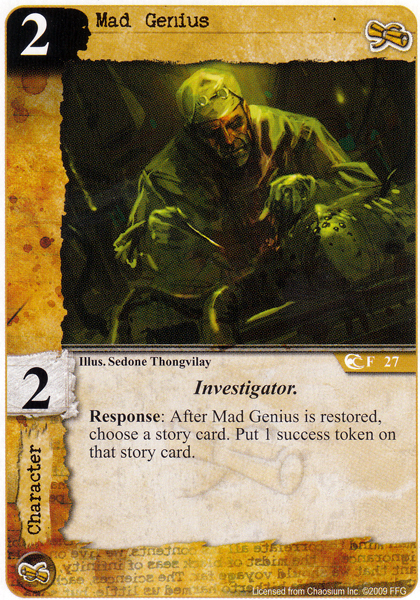 2
Mad Genius
Illus. Sedone Thongvilay
F 27
2
Investigator.
Response: After Mad Genius is restored,
choose a story card. Put 1 success token on
that story card.
Character
Licensed from Chaosium Inc. ©2009 FFG